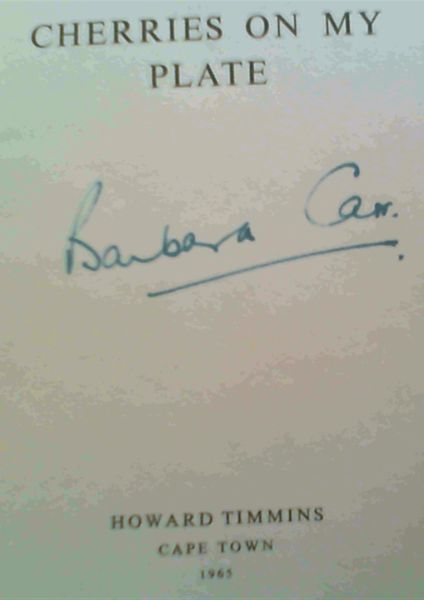 CHERRIES ON MY
PLATE
Barbara Carr.
HOWARD TIMMINS
CAPE TOWN
1965